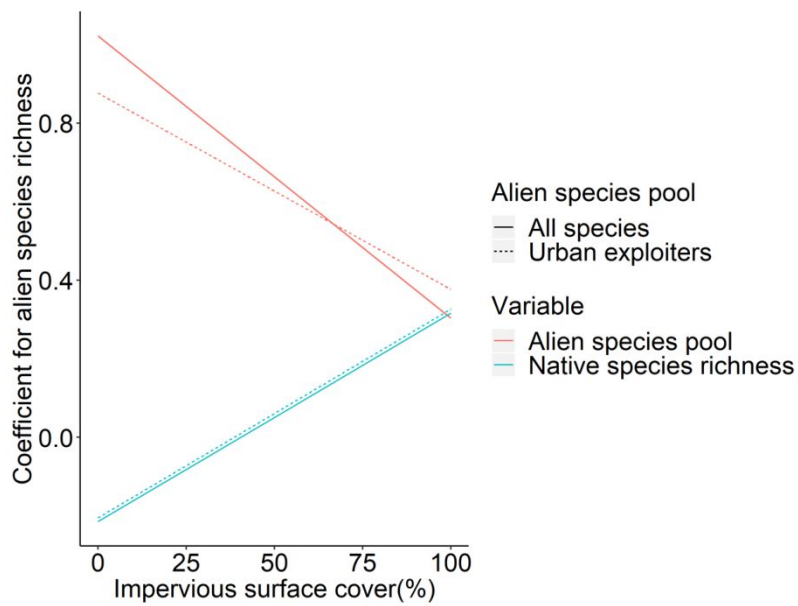 Coefficient for alien species richness
0.8
0.4
0.0
0 25 50 75 100
Impervious surface cover(%)
Alien species pool
All species
Urban exploiters
Variable
Alien species pool
Native species richness